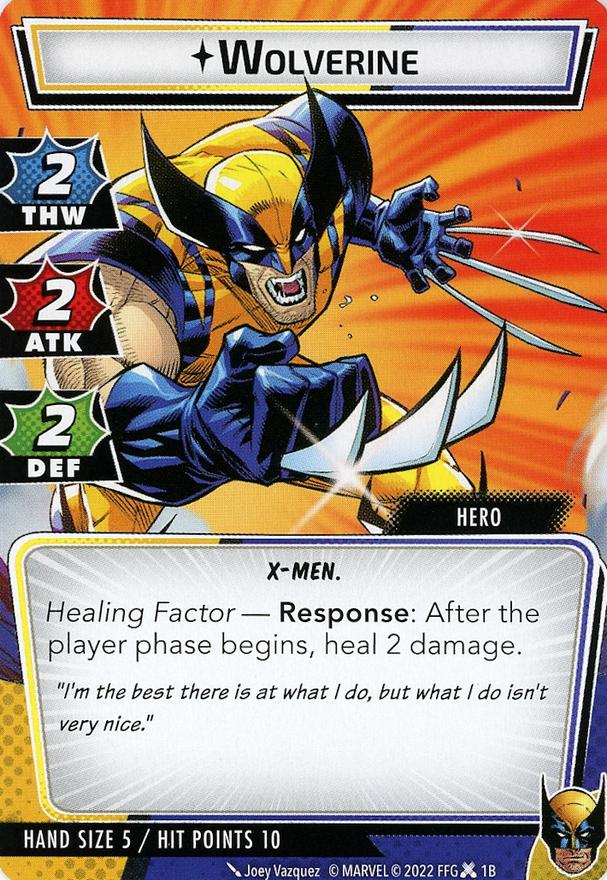 WOLVERINE
2
THW
2
ATK
2
DEF
HERO
X-MEN.
Healing Factor — Response: After the
player phase begins, heal 2 damage.
"I'm the best there is at what I do, but what I do isn't
very nice."
HAND SIZE 5 / HIT POINTS 10
Joey Vazquez © MARVEL © 2022 FFG 1B